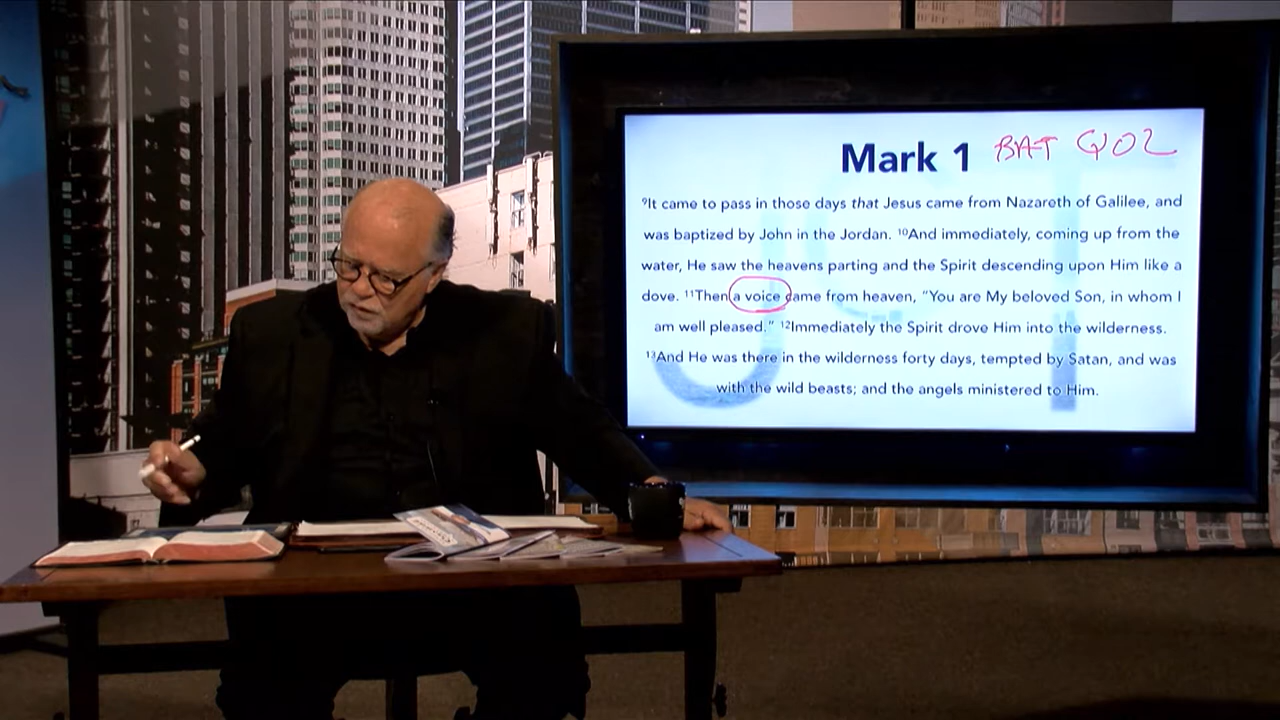 Mark 1 BAT QOL
⁹It came to pass in those days that Jesus came from Nazareth of Galilee, and
was baptized by John in the Jordan. ¹⁰And immediately, coming up from the
water, He saw the heavens parting and the Spirit descending upon Him like a
dove. ¹¹Then a voice came from heaven, “You are My beloved Son, in whom I
am well pleased.” ¹²Immediately the Spirit drove Him into the wilderness.
¹³And He was there in the wilderness forty days, tempted by Satan, and was
with the wild beasts; and the angels ministered to Him.